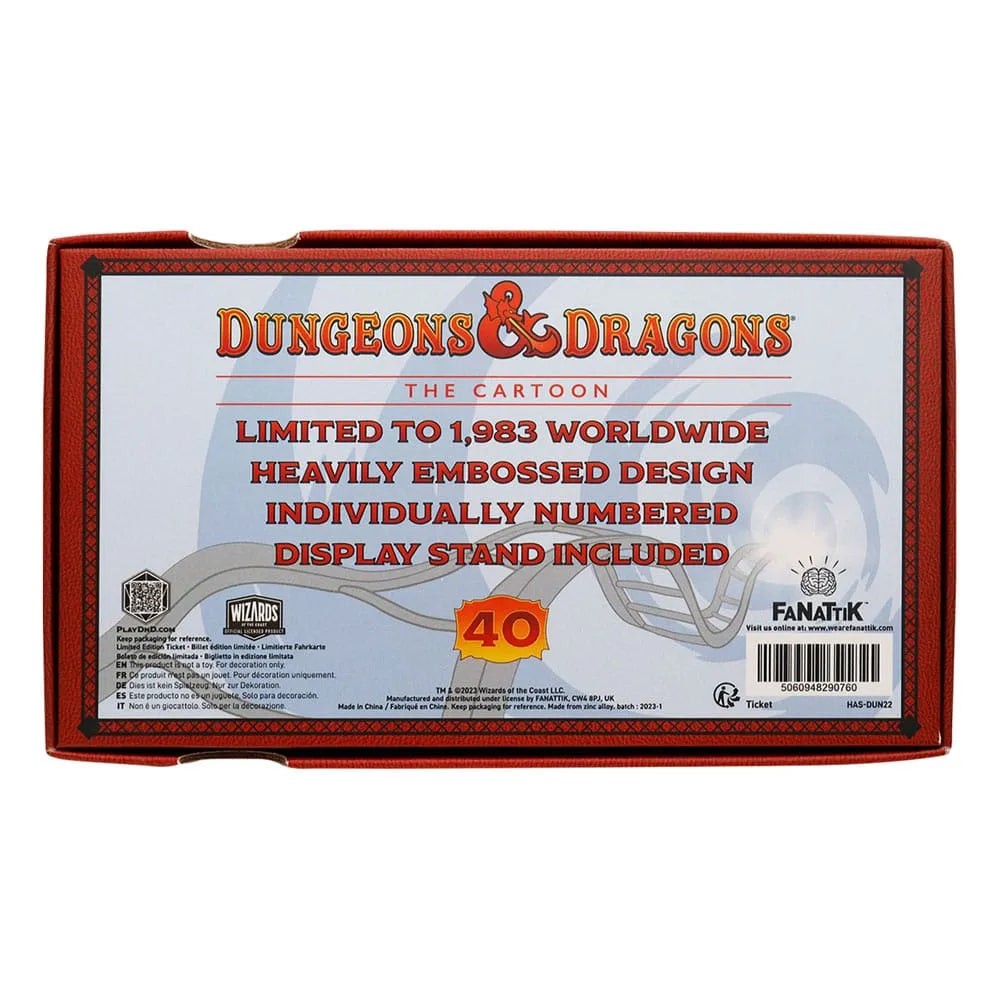 DUNGEONS & DRAGONS®
THE CARTOON
LIMITED TO 1,983 WORLDWIDE
HEAVILY EMBOSSED DESIGN
INDIVIDUALLY NUMBERED
DISPLAY STAND INCLUDED
40
PLAYDND.COM
WIZARDS
OF THE COAST
OFFICIAL LICENSED PRODUCT
Keep packaging for reference.
Limited Edition Ticket • Billet édition limitée • Limitierte Fahrkarte
Boleto de edición limitada • Biglietto in edizione limitata
EN This product is not a toy. For decoration only.
FR Ce produit n'est pas un jouet. Pour décoration uniquement.
DE Dies ist kein Spielzeug. Nur zur Dekoration.
ES Este producto no es un juguete. Solo para decoración.
IT Non è un giocattolo. Solo per la decorazione.
TM & ©2023 Wizards of the Coast LLC.
Manufactured and distributed under license by FANATTIK, CW4 8PJ, UK
Made in China / Fabriqué en Chine. Keep packaging for reference. Made from zinc alloy. batch : 2023-1
FANATTIK™
Visit us online at: www.wearefanattik.com
5060948290760
Ticket HAS-DUN22